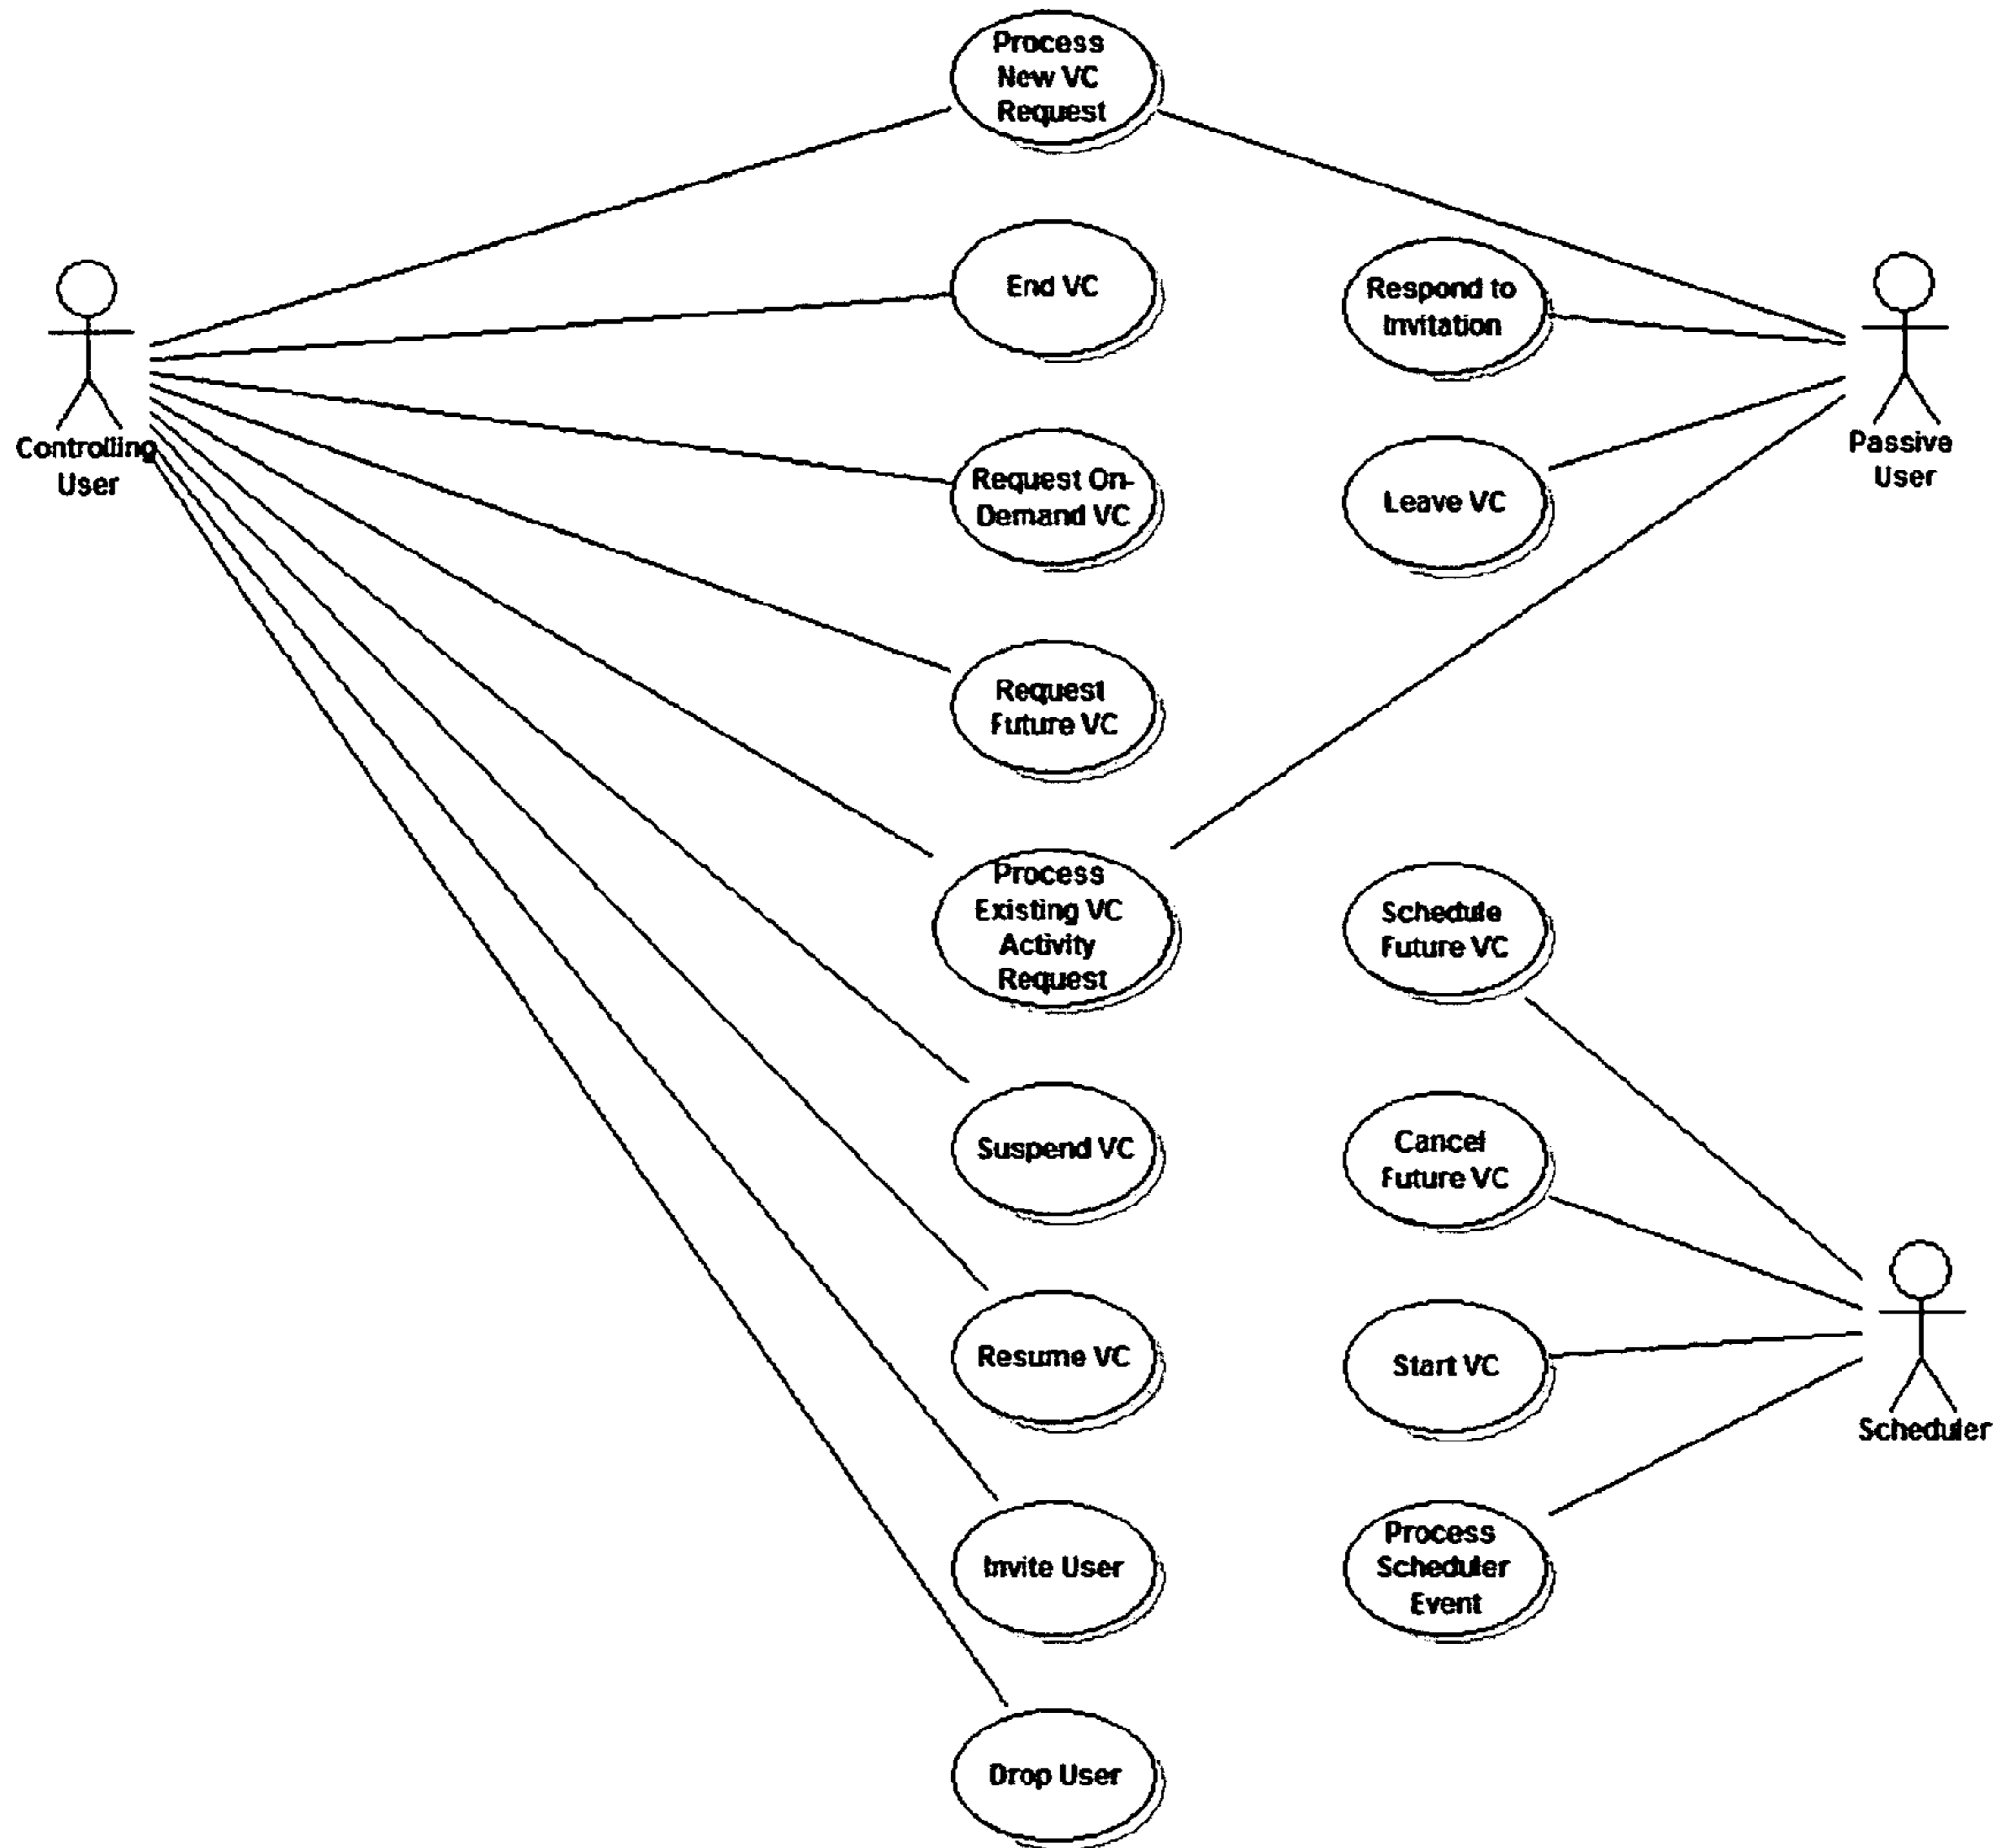 Process
New VC
Request
End VC
Respond to
Invitation
Controlling
User
Passive
User
Request On-
Demand VC
Leave VC
Request
Future VC
Process
Existing VC
Activity
Request
Schedule
Future VC
Suspend VC
Cancel
Future VC
Resume VC
Start VC
Scheduler
Invite User
Process
Scheduler
Event
Drop User